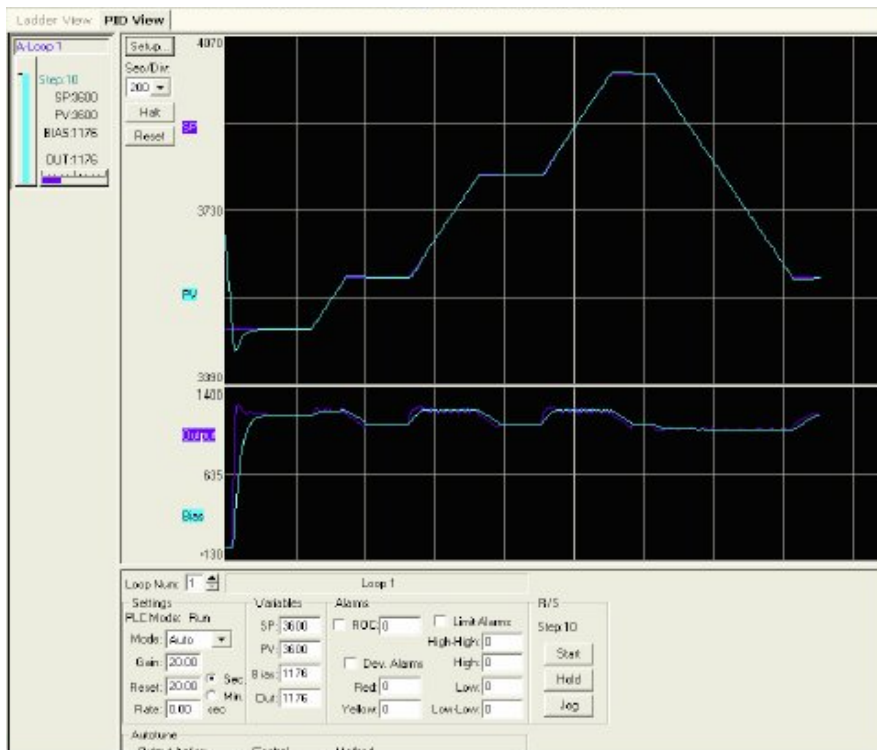 Ladder View PID View
A-Loop 1
Step:10
SP:3600
PV:3600
BIAS:1176
OUT:1176
Setup...
Sec/Div:
200
Halt
Reset
4070
SP
3730
PV
3390
1400
Output
635
Bias
-130
Loop Num: 1
Loop 1
Settings
PLC Mode: Run
Mode: Auto
Gain: 20.00
Reset: 20.00 Sec. Min.
Rate: 0.00 sec
Variables
SP: 3600
PV: 3600
Bias: 1176
Out: 1176
Alarms
ROC: 0
Dev. Alarms
Red: 0
Yellow: 0
Limit Alarms
High-High: 0
High: 0
Low: 0
Low-Low: 0
R/S
Step:10
Start
Hold
Jog
Autotune